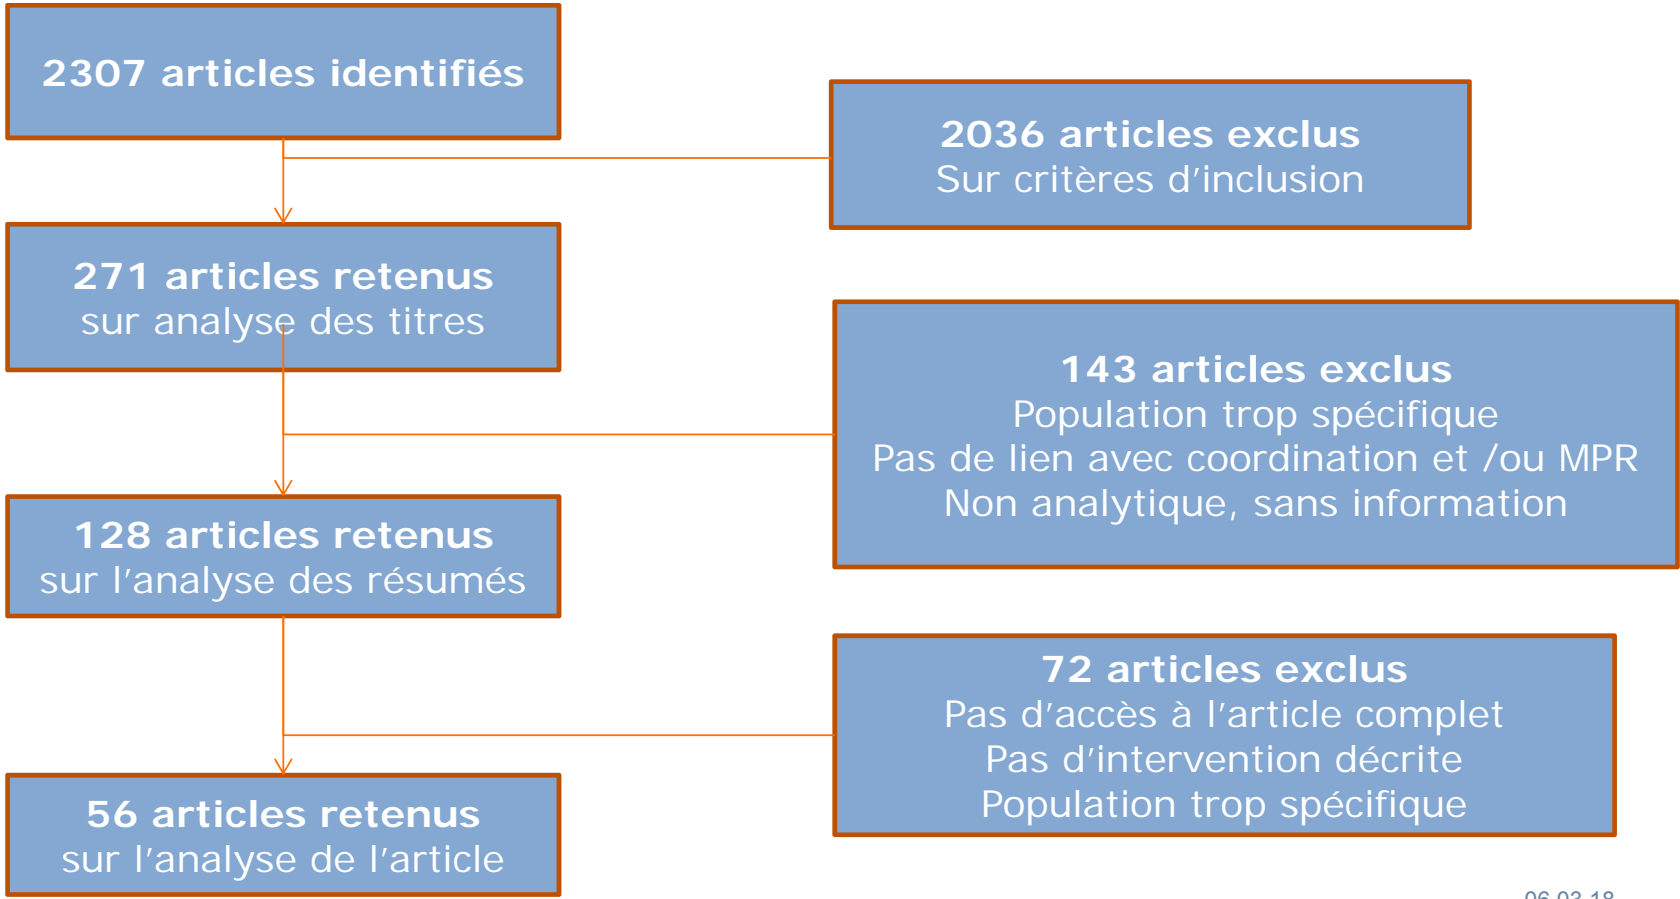 2307 articles identifiés
2036 articles exclus
Sur critères d'inclusion
271 articles retenus
sur analyse des titres
143 articles exclus
Population trop spécifique
Pas de lien avec coordination et /ou MPR
Non analytique, sans information
128 articles retenus
sur l'analyse des résumés
72 articles exclus
Pas d'accès à l'article complet
Pas d'intervention décrite
Population trop spécifique
56 articles retenus
sur l'analyse de l'article
06.03.18